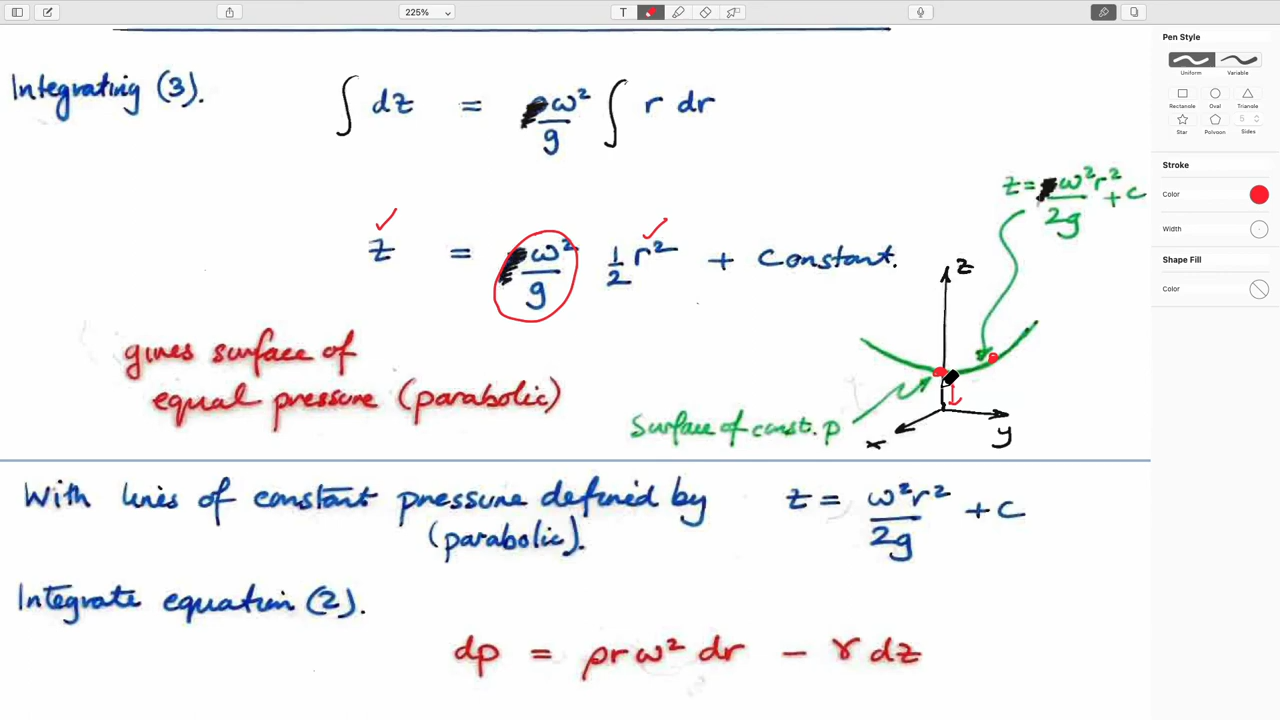 225%
T
Pen Style
Uniform
Variable
Rectangle
Oval
Triangle
Star
Polygon
Sides
5
Stroke
Color
Width
Shape Fill
Color
Integrating (3).
∫ dz = ω²/g ∫ r dr
z = ω²/g ½ r² + constant.
z = ω²r²/2g + c
z
gives surface of
equal pressure (parabolic)
Surface of const. p
x
y
With lines of constant pressure defined by z = ω²r²/2g + c
(parabolic).
Integrate equation (2).
dp = ρrω² dr − γ dz